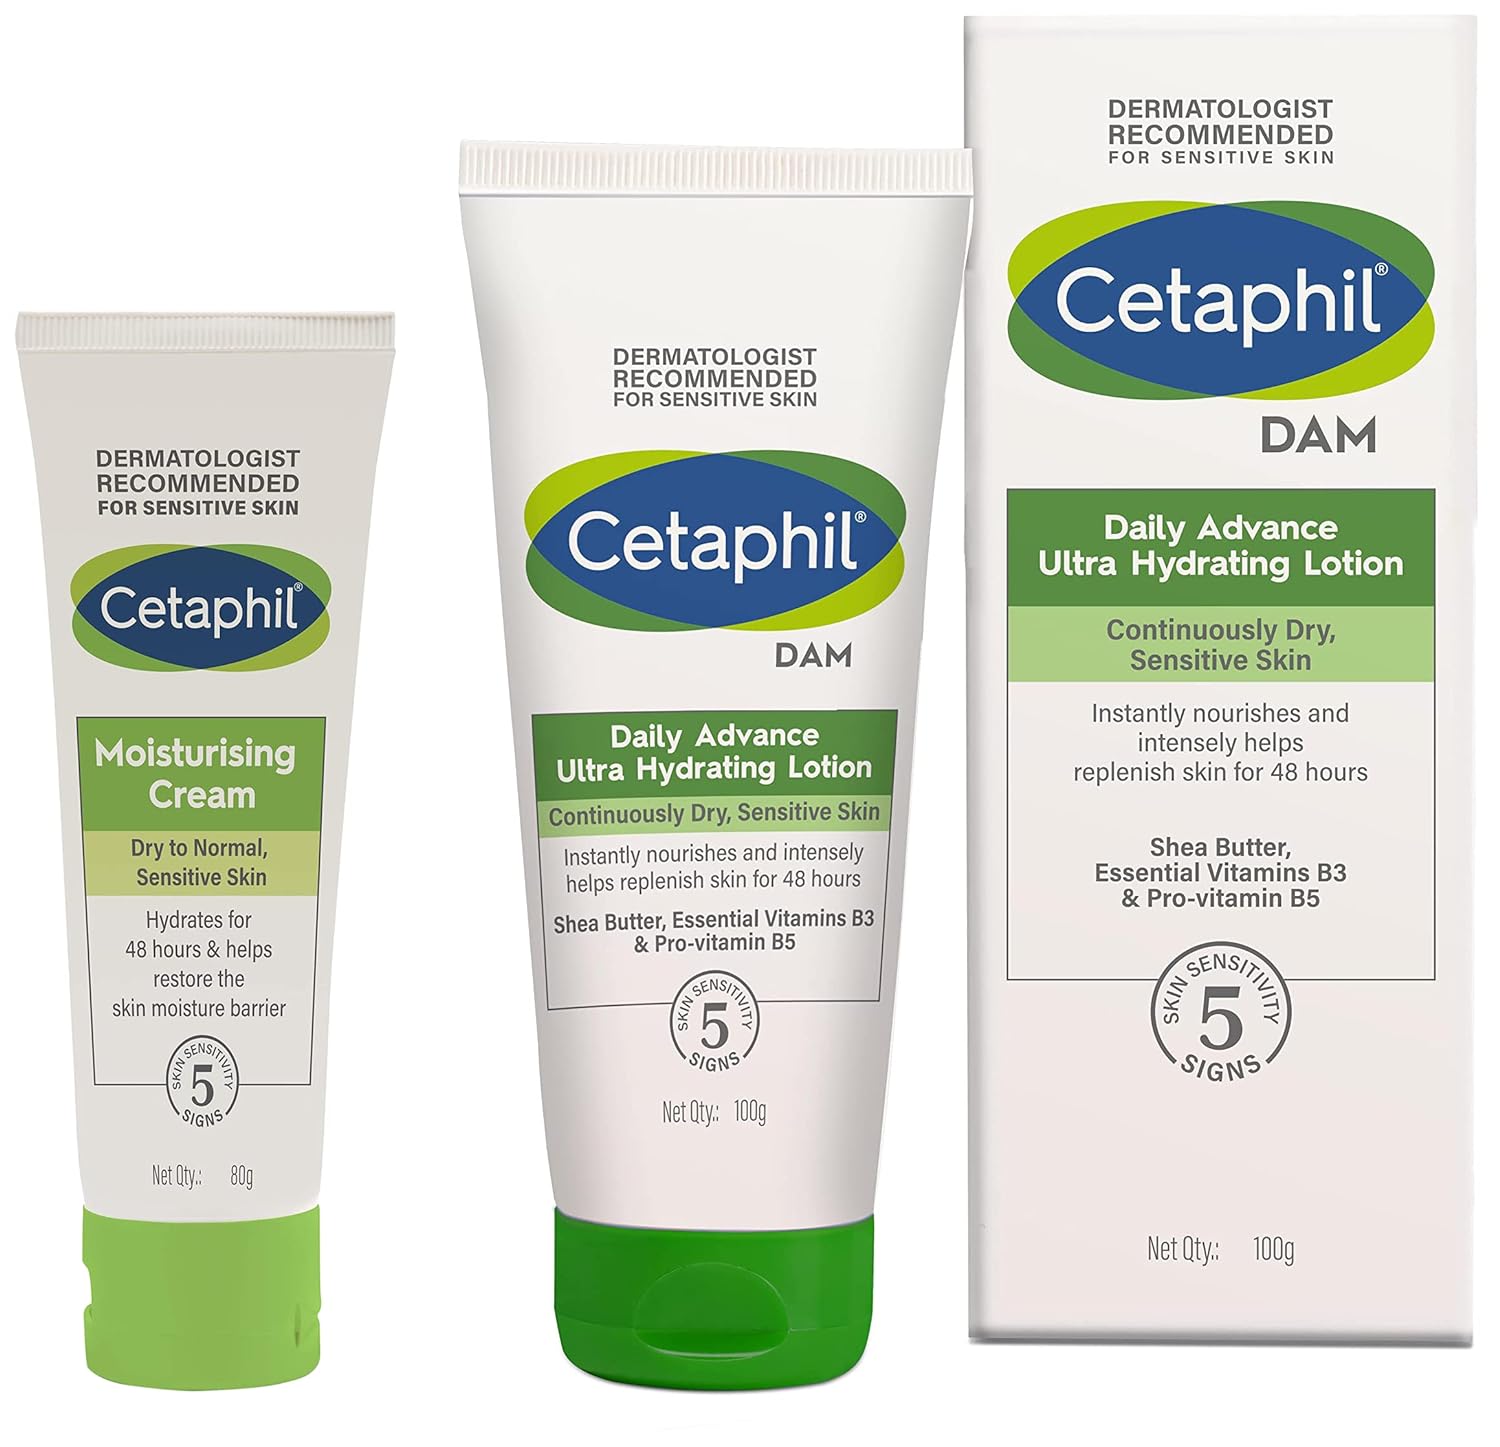 DERMATOLOGIST
RECOMMENDED
FOR SENSITIVE SKIN
Cetaphil®
Moisturising
Cream
Dry to Normal,
Sensitive Skin
Hydrates for
48 hours & helps
restore the
skin moisture barrier
SKIN SENSITIVITY
5
SIGNS
Net Qty.: 80g
DERMATOLOGIST
RECOMMENDED
FOR SENSITIVE SKIN
Cetaphil®
DAM
Daily Advance
Ultra Hydrating Lotion
Continuously Dry, Sensitive Skin
Instantly nourishes and intensely
helps replenish skin for 48 hours
Shea Butter, Essential Vitamins B3
& Pro-vitamin B5
SKIN SENSITIVITY
5
SIGNS
Net Qty.: 100g
DERMATOLOGIST
RECOMMENDED
FOR SENSITIVE SKIN
Cetaphil®
DAM
Daily Advance
Ultra Hydrating Lotion
Continuously Dry,
Sensitive Skin
Instantly nourishes and
intensely helps
replenish skin for 48 hours
Shea Butter,
Essential Vitamins B3
& Pro-vitamin B5
SKIN SENSITIVITY
5
SIGNS
Net Qty.: 100g